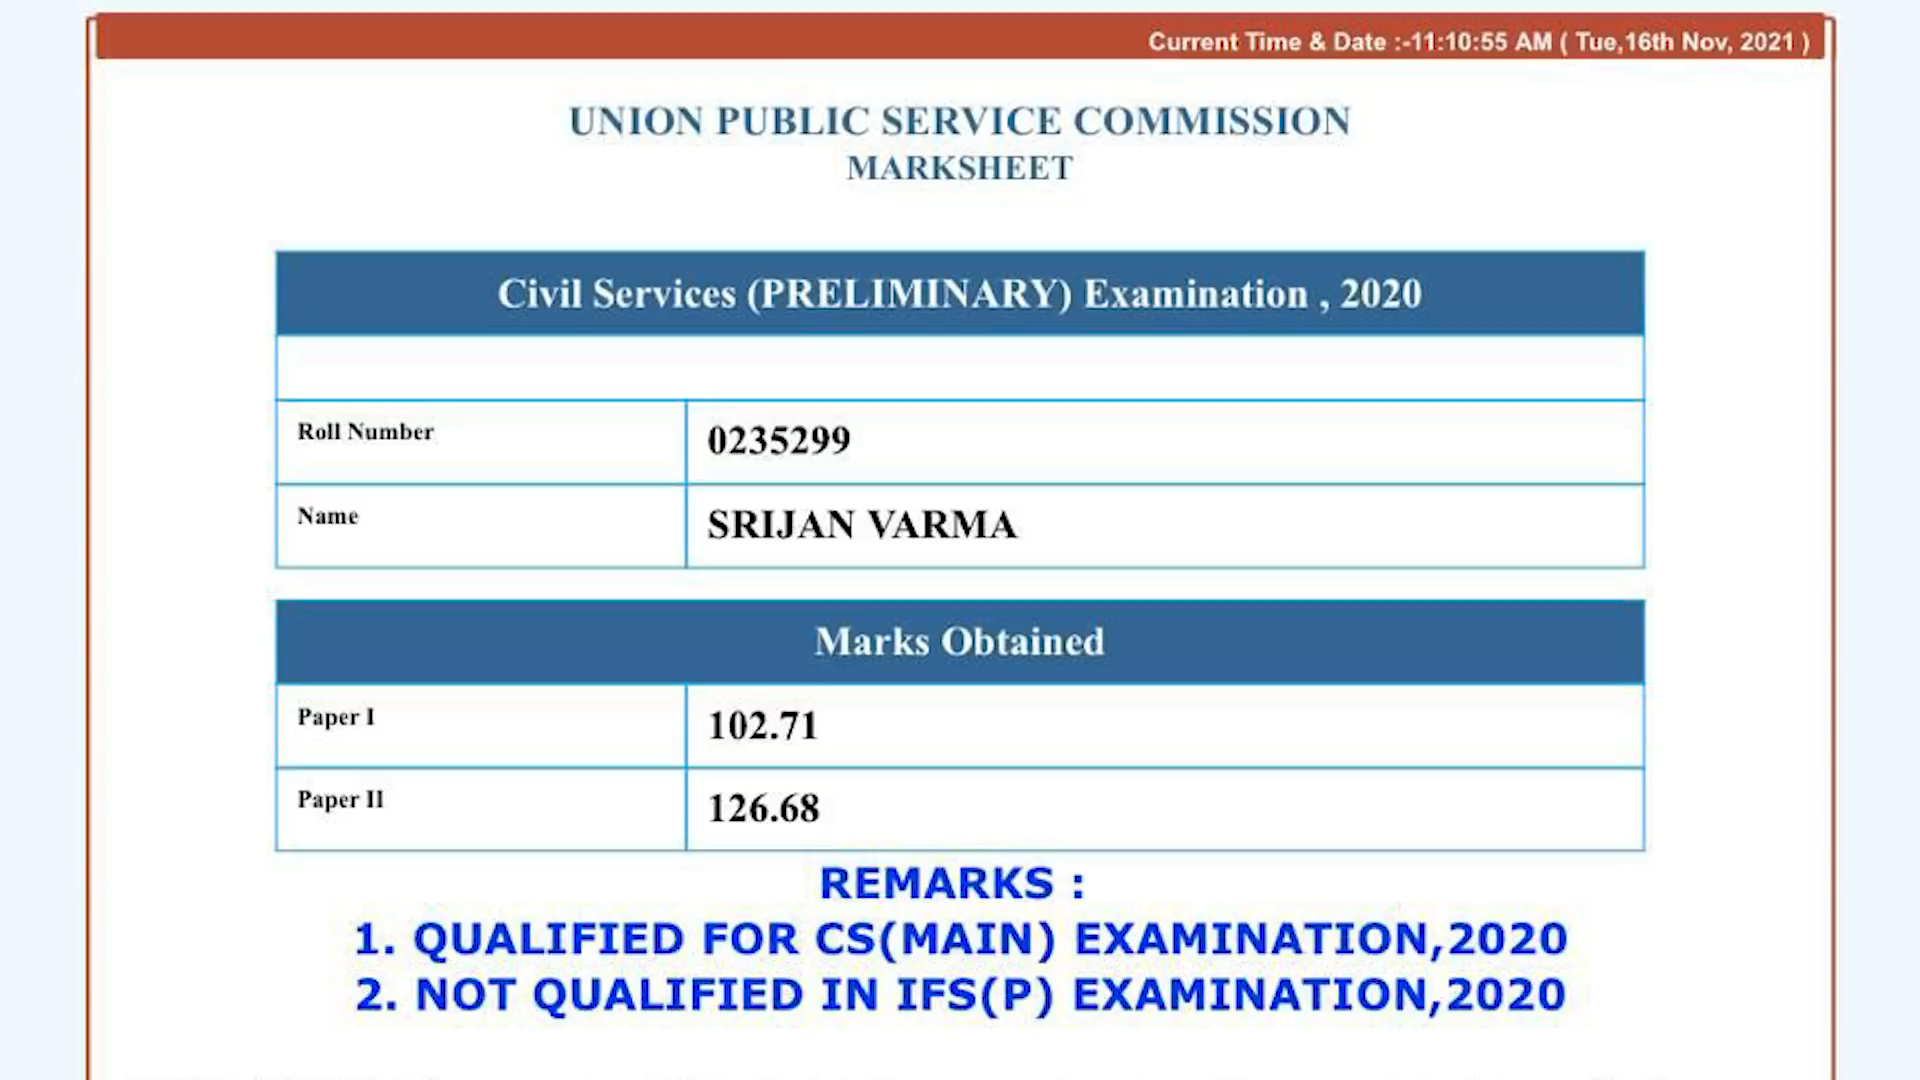 Current Time & Date :-11:10:55 AM ( Tue,16th Nov, 2021 )
UNION PUBLIC SERVICE COMMISSION
MARKSHEET
Civil Services (PRELIMINARY) Examination , 2020
Roll Number 0235299
Name SRIJAN VARMA
Marks Obtained
Paper I 102.71
Paper II 126.68
REMARKS :
1. QUALIFIED FOR CS(MAIN) EXAMINATION,2020
2. NOT QUALIFIED IN IFS(P) EXAMINATION,2020